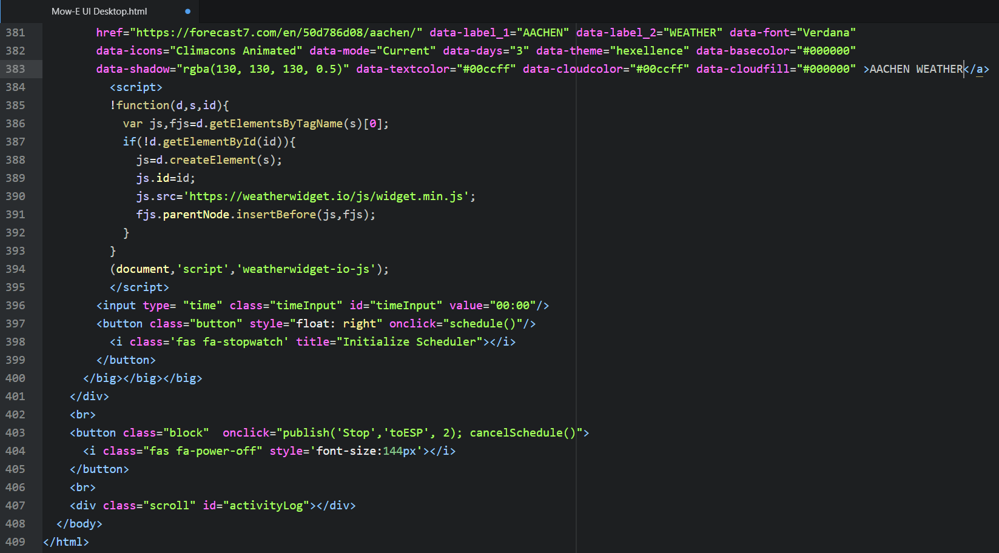 Mow-E UI Desktop.html
381 href="https://forecast7.com/en/50d786d08/aachen/" data-label_1="AACHEN" data-label_2="WEATHER" data-font="Verdana"
382 data-icons="Climacons Animated" data-mode="Current" data-days="3" data-theme="hexellence" data-basecolor="#000000"
383 data-shadow="rgba(130, 130, 130, 0.5)" data-textcolor="#00ccff" data-cloudcolor="#00ccff" data-cloudfill="#000000" >AACHEN WEATHER</a>
384 <script>
385 !function(d,s,id){
386 var js,fjs=d.getElementsByTagName(s)[0];
387 if(!d.getElementById(id)){
388 js=d.createElement(s);
389 js.id=id;
390 js.src='https://weatherwidget.io/js/widget.min.js';
391 fjs.parentNode.insertBefore(js,fjs);
392 }
393 }
394 (document,'script','weatherwidget-io-js');
395 </script>
396 <input type= "time" class="timeInput" id="timeInput" value="00:00"/>
397 <button class="button" style="float: right" onclick="schedule()"/>
398 <i class='fas fa-stopwatch' title="Initialize Scheduler"></i>
399 </button>
400 </big></big></big>
401 </div>
402 <br>
403 <button class="block"  onclick="publish('Stop','toESP', 2); cancelSchedule()">
404 <i class="fas fa-power-off" style='font-size:144px'></i>
405 </button>
406 <br>
407 <div class="scroll" id="activityLog"></div>
408 </body>
409 </html>